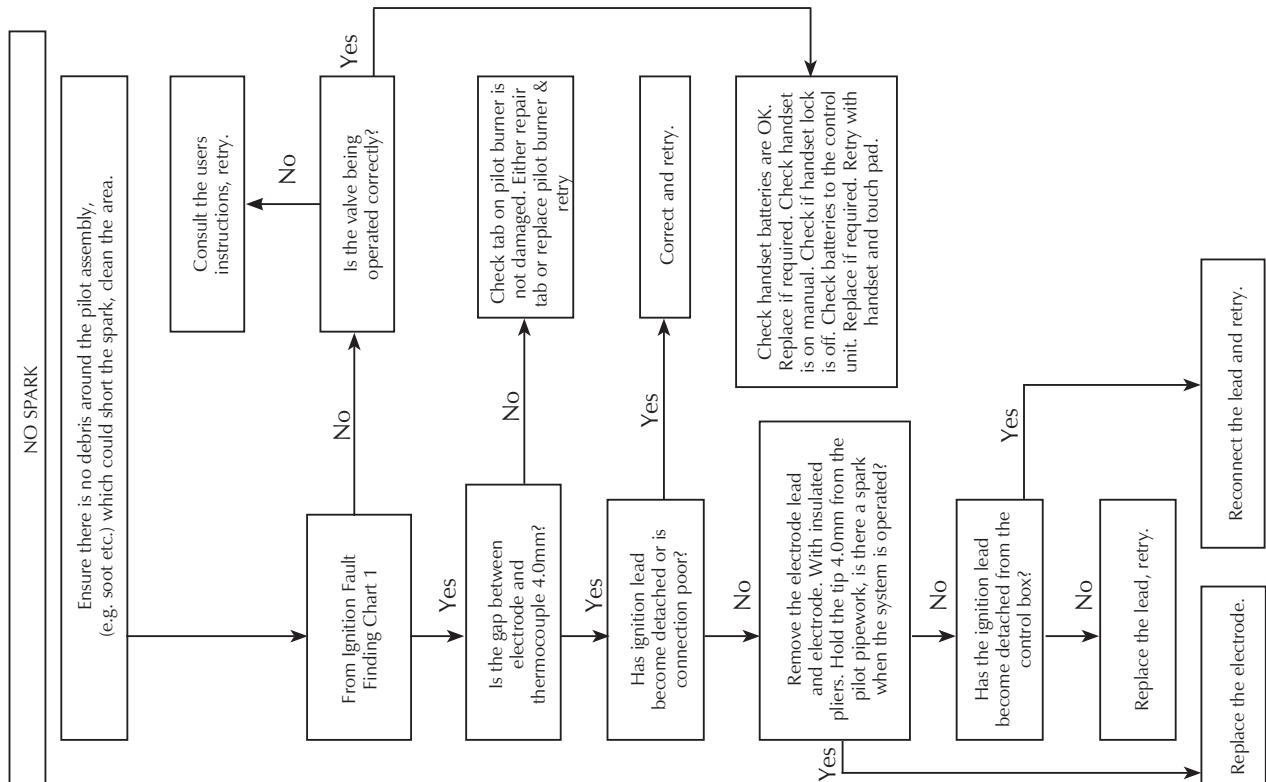 NO SPARK
Ensure there is no debris around the pilot assembly,
(e.g. soot etc.) which could short the spark, clean the area.
From Ignition Fault
Finding Chart 1
No
Is the valve being
operated correctly?
No
Consult the users
instructions, retry.
Yes
Yes
Is the gap between
electrode and
thermocouple 4.0mm?
No
Check tab on pilot burner is
not damaged. Either repair
tab or replace pilot burner &
retry
Yes
Has ignition lead
become detached or is
connection poor?
Yes
Correct and retry.
No
Remove the electrode lead
and electrode. With insulated
pliers. Hold the tip 4.0mm from the
pilot pipework, is there a spark
when the system is operated?
Check handset batteries are OK.
Replace if required. Check handset
is on manual. Check if handset lock
is off. Check batteries to the control
unit. Replace if required. Retry with
handset and touch pad.
No
Has the ignition lead
become detached from the
control box?
Yes
No
Replace the lead, retry.
Yes
Replace the electrode.
Reconnect the lead and retry.